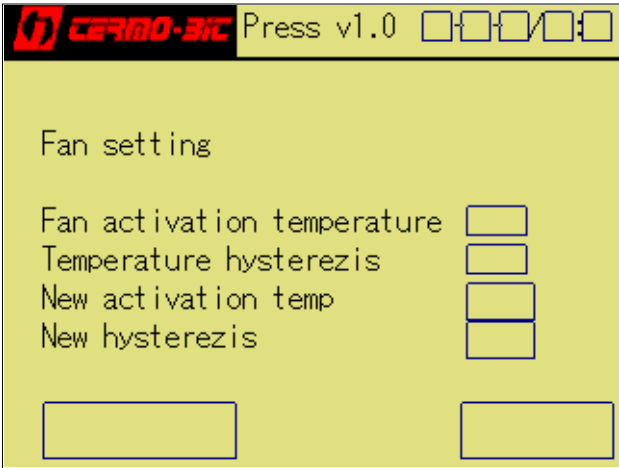 CERMO-BIC Press v1.0 - - / :
Fan setting
Fan activation temperature
Temperature hysterezis
New activation temp
New hysterezis